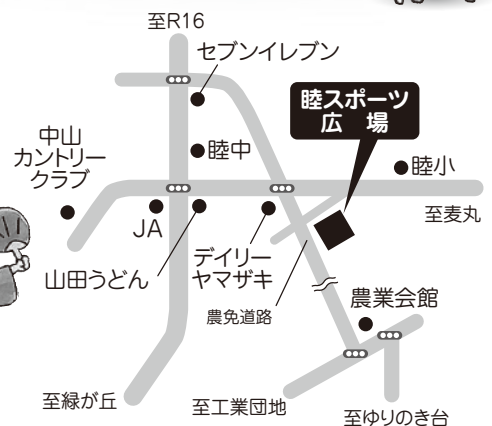 至R16
セブンイレブン
睦スポーツ
広 場
中山
カントリー
クラブ
睦中
睦小
至麦丸
JA
山田うどん
デイリー
ヤマザキ
農免道路
農業会館
至緑が丘
至工業団地
至ゆりのき台